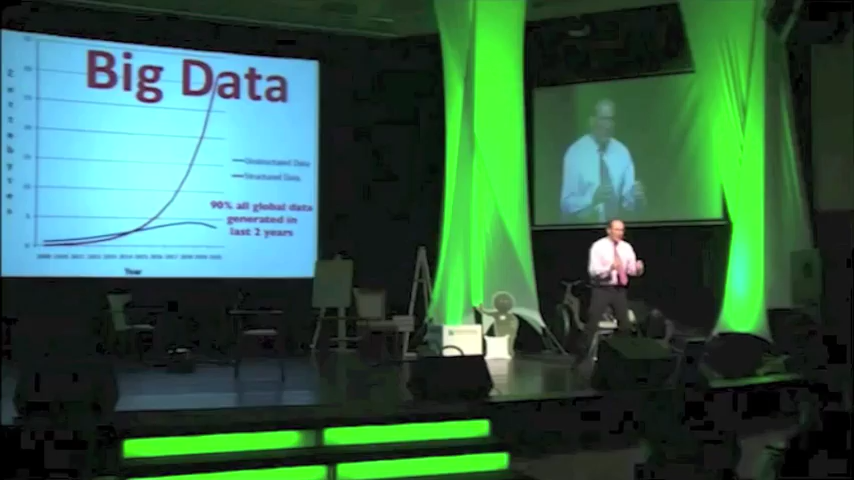 Big Data
Unstructured Data
Structured Data
90% all global data
generated in
last 2 years
Year